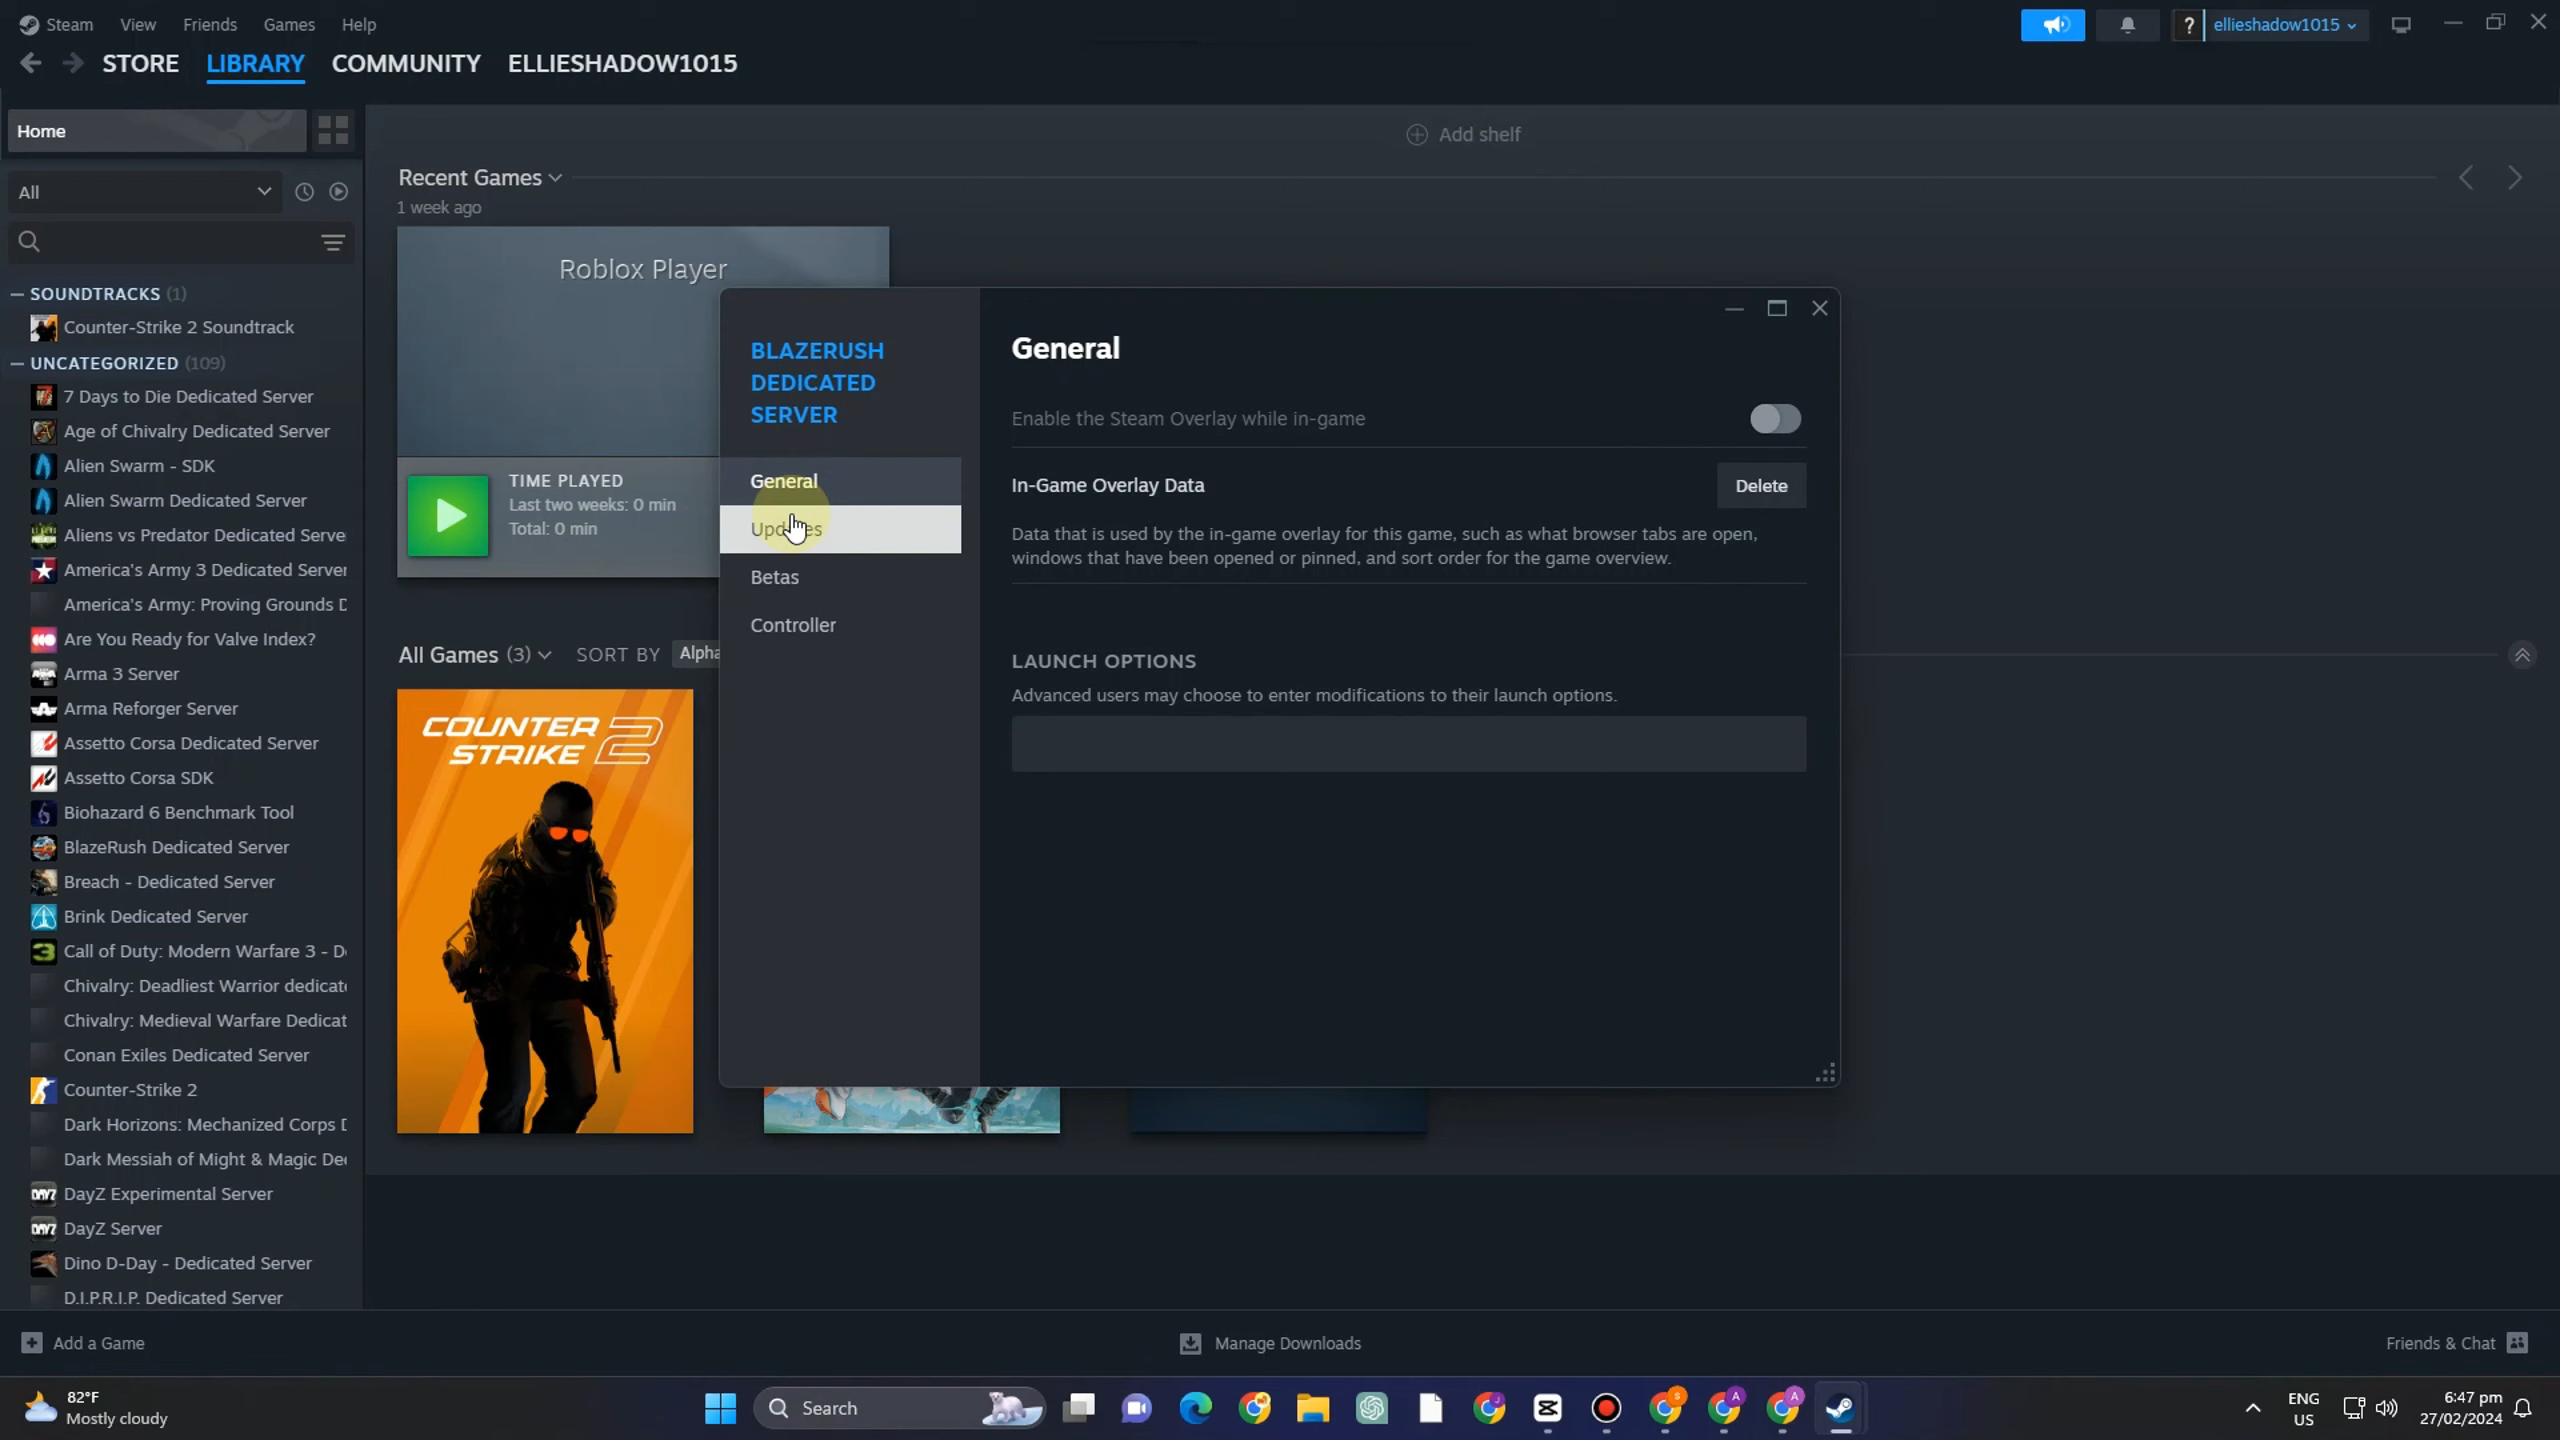 Steam View Friends Games Help
? ellieshadow1015
STORE LIBRARY COMMUNITY ELLIESHADOW1015
Home
Add shelf
All
Recent Games
1 week ago
Roblox Player
TIME PLAYED
Last two weeks: 0 min
Total: 0 min
SOUNDTRACKS (1)
Counter-Strike 2 Soundtrack
UNCATEGORIZED (109)
7 Days to Die Dedicated Server
Age of Chivalry Dedicated Server
Alien Swarm - SDK
Alien Swarm Dedicated Server
Aliens vs Predator Dedicated Serve
America's Army 3 Dedicated Server
America's Army: Proving Grounds D
Are You Ready for Valve Index?
Arma 3 Server
Arma Reforger Server
Assetto Corsa Dedicated Server
Assetto Corsa SDK
Biohazard 6 Benchmark Tool
BlazeRush Dedicated Server
Breach - Dedicated Server
Brink Dedicated Server
Call of Duty: Modern Warfare 3 - D
Chivalry: Deadliest Warrior dedicat
Chivalry: Medieval Warfare Dedicat
Conan Exiles Dedicated Server
Counter-Strike 2
Dark Horizons: Mechanized Corps D
Dark Messiah of Might & Magic De
DayZ Experimental Server
DayZ Server
Dino D-Day - Dedicated Server
D.I.P.R.I.P. Dedicated Server
All Games (3) SORT BY Alpha
COUNTER
STRIKE 2
BLAZERUSH
DEDICATED
SERVER
General
Updates
Betas
Controller
General
Enable the Steam Overlay while in-game
In-Game Overlay Data Delete
Data that is used by the in-game overlay for this game, such as what browser tabs are open,
windows that have been opened or pinned, and sort order for the game overview.
LAUNCH OPTIONS
Advanced users may choose to enter modifications to their launch options.
Add a Game Manage Downloads Friends & Chat
82°F
Mostly cloudy
Search
ENG
US
6:47 pm
27/02/2024